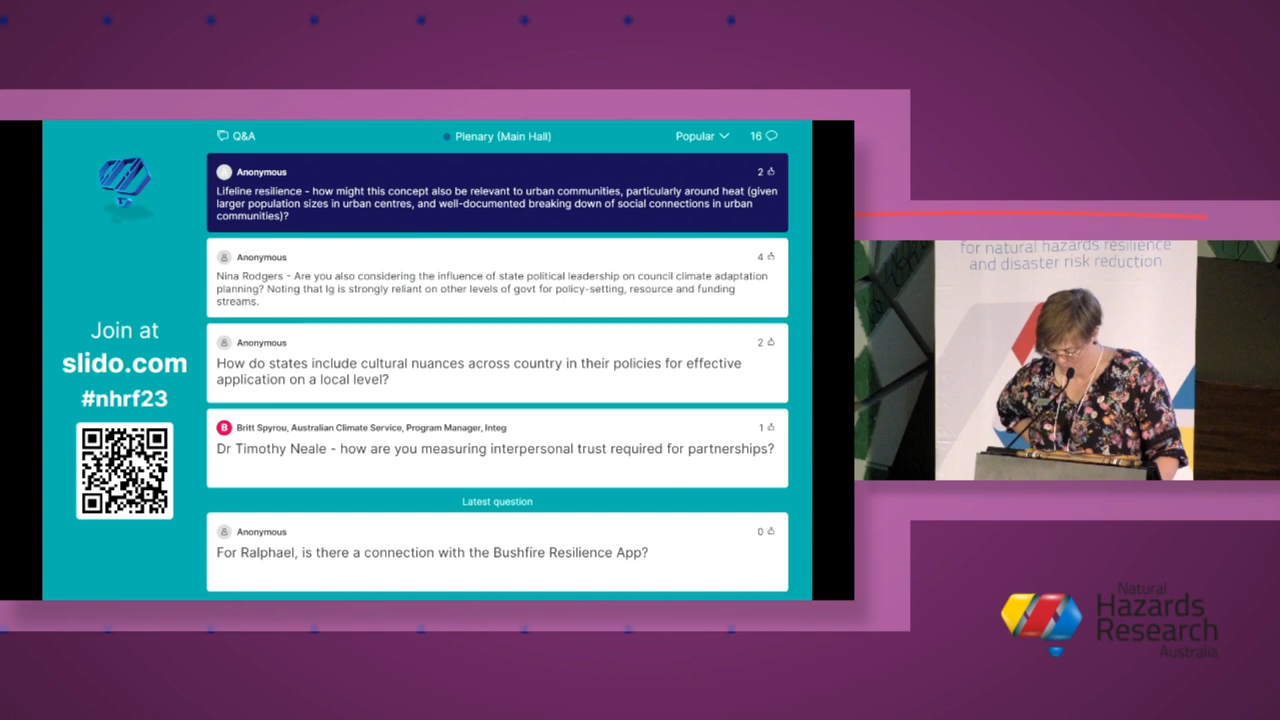 Q&A
Plenary (Main Hall)
Popular
16
Anonymous
2
Lifeline resilience - how might this concept also be relevant to urban communities, particularly around heat (given
larger population sizes in urban centres, and well-documented breaking down of social connections in urban
communities)?
Anonymous
4
Nina Rodgers - Are you also considering the influence of state political leadership on council climate adaptation
planning? Noting that lg is strongly reliant on other levels of govt for policy-setting, resource and funding
streams.
Anonymous
2
How do states include cultural nuances across country in their policies for effective
application on a local level?
B
Britt Spyrou, Australian Climate Service, Program Manager, Integ
1
Dr Timothy Neale - how are you measuring interpersonal trust required for partnerships?
Latest question
Anonymous
0
For Ralphael, is there a connection with the Bushfire Resilience App?
Join at
slido.com
#nhrf23
for natural hazards resilience
and disaster risk reduction
Natural
Hazards
Research
Australia